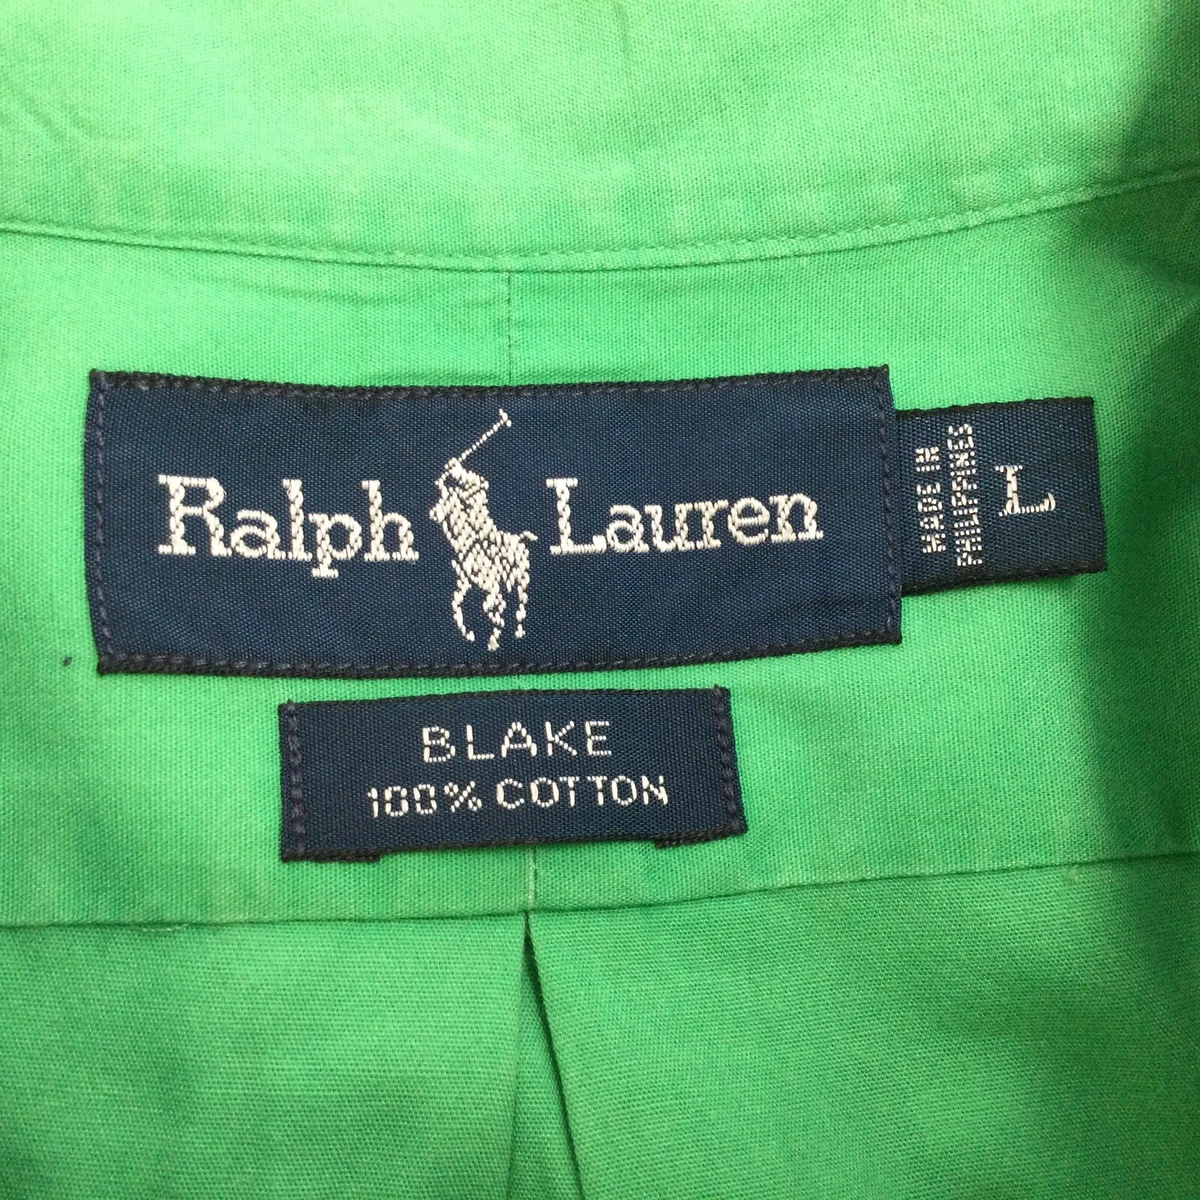 Ralph Lauren
MADE IN
PHILIPPINES
L
BLAKE
100% COTTON